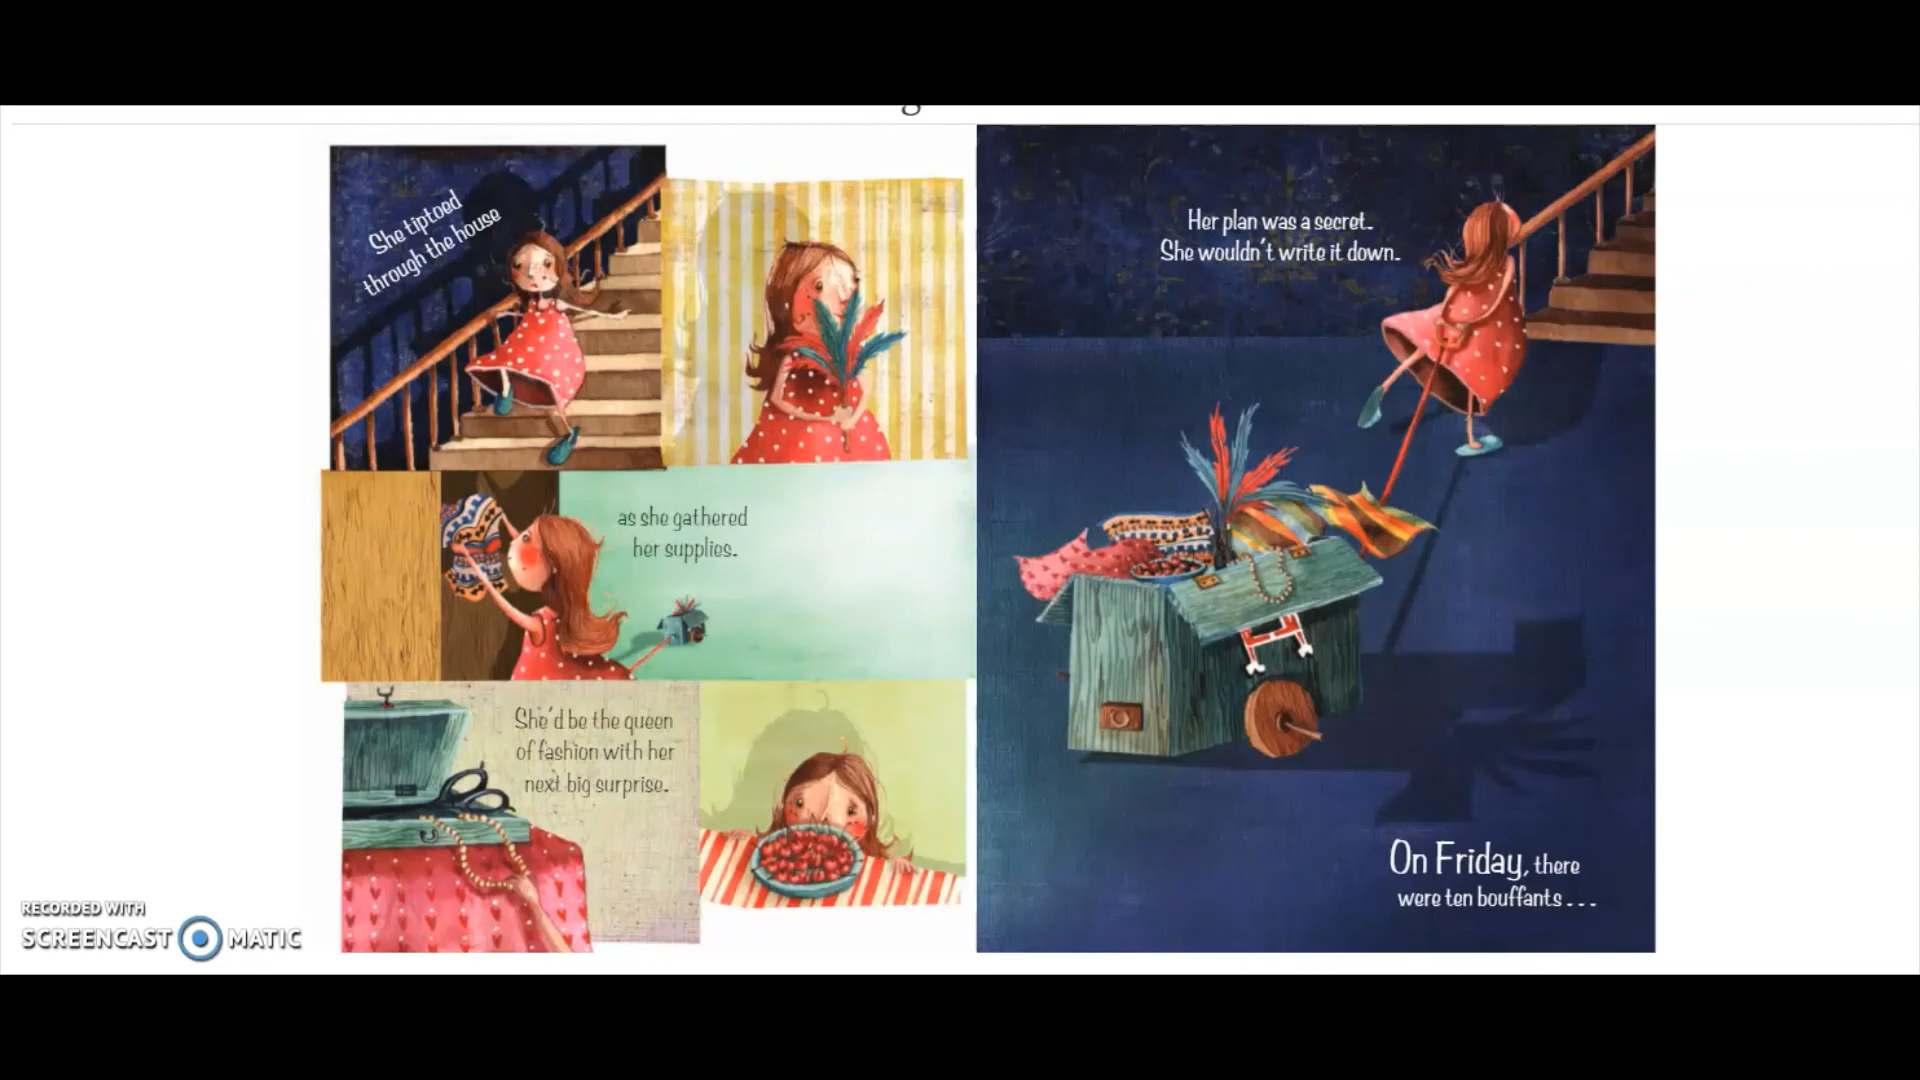 She tiptoed
through the house
as she gathered
her supplies.
She'd be the queen
of fashion with her
next big surprise.
Her plan was a secret.
She wouldn't write it down.
On Friday, there
were ten bouffants . . .
RECORDED WITH
SCREENCAST MATIC